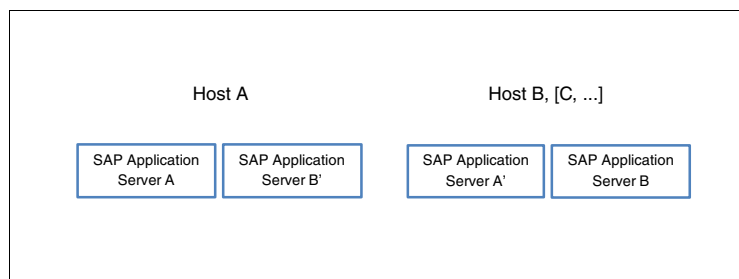 Host A
Host B, [C, ...]
SAP Application
Server A
SAP Application
Server B'
SAP Application
Server A'
SAP Application
Server B